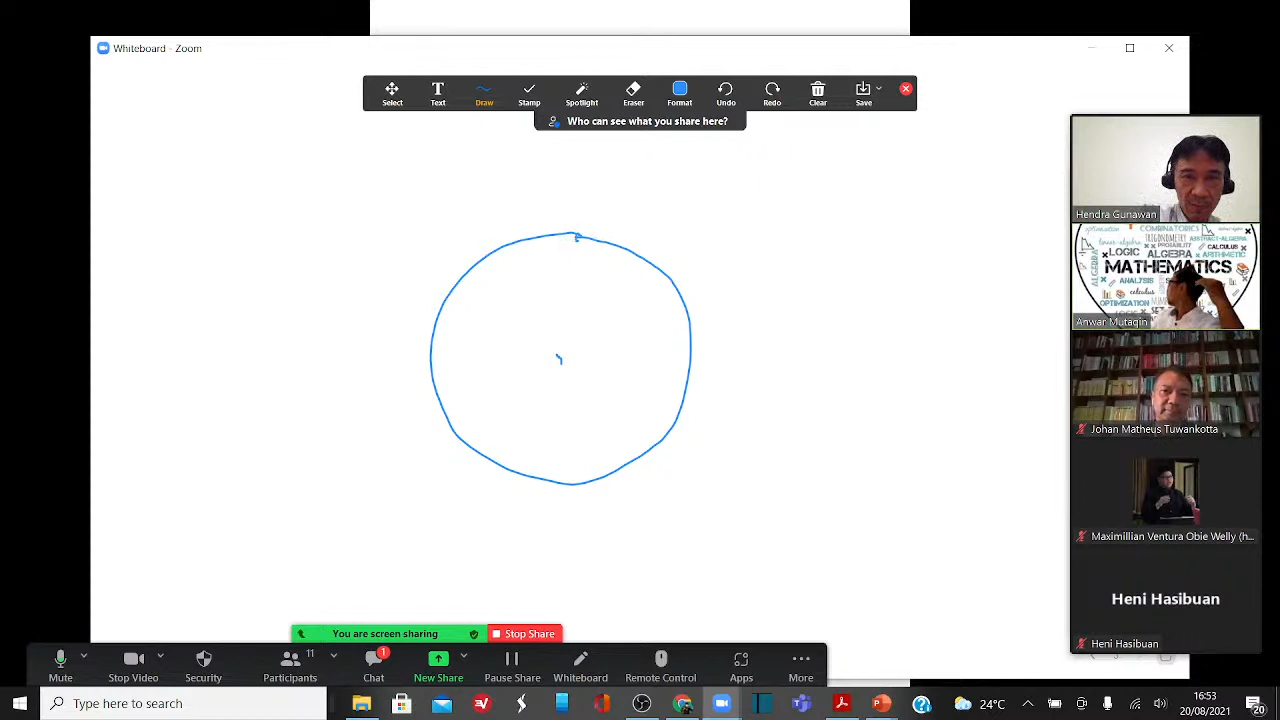 Whiteboard - Zoom
Select
Text
Draw
Stamp
Spotlight
Eraser
Format
Undo
Redo
Clear
Save
Who can see what you share here?
Hendra Gunawan
COMBINATORICS
TRIGONOMETRY
ABSTRACT-ALGEBRA
PROBABILITY
LOGIC
CALCULUS
ALGEBRA
ARITHMETIC
MATHEMATICS
ANALYSIS
calculus
OPTIMIZATION
Anwar Mutaqin
Johan Matheus Tuwankotta
Maximillian Ventura Obie Welly (h...
Heni Hasibuan
Heni Hasibuan
You are screen sharing
Stop Share
Mute
Stop Video
Security
Participants
11
Chat
1
New Share
Pause Share
Whiteboard
Remote Control
Apps
More
Type here to search
24°C
16:53
20/08/2021
20